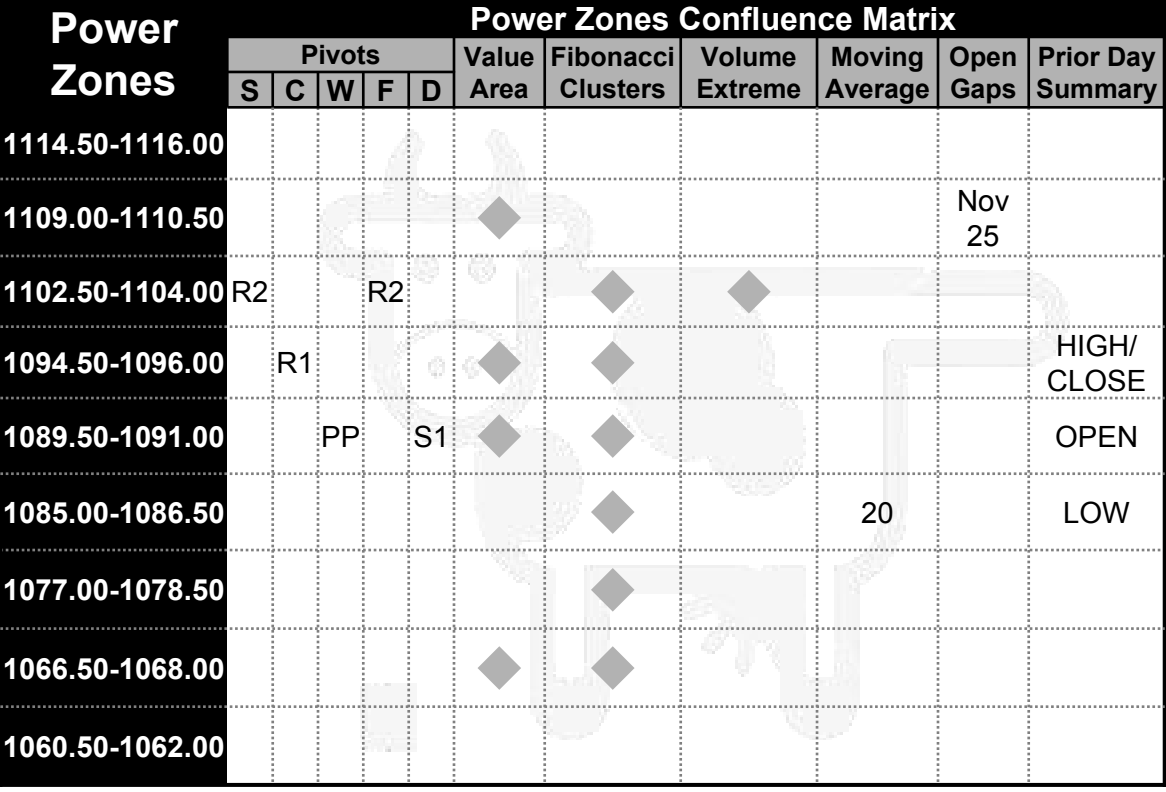 Power Zones
Power Zones Confluence Matrix
Pivots
Value Area
Fibonacci Clusters
Volume Extreme
Moving Average
Open Gaps
Prior Day Summary
S C W F D
1114.50-1116.00
1109.00-1110.50 Nov 25
1102.50-1104.00 R2 R2
1094.50-1096.00 R1 HIGH/ CLOSE
1089.50-1091.00 PP S1 OPEN
1085.00-1086.50 20 LOW
1077.00-1078.50
1066.50-1068.00
1060.50-1062.00